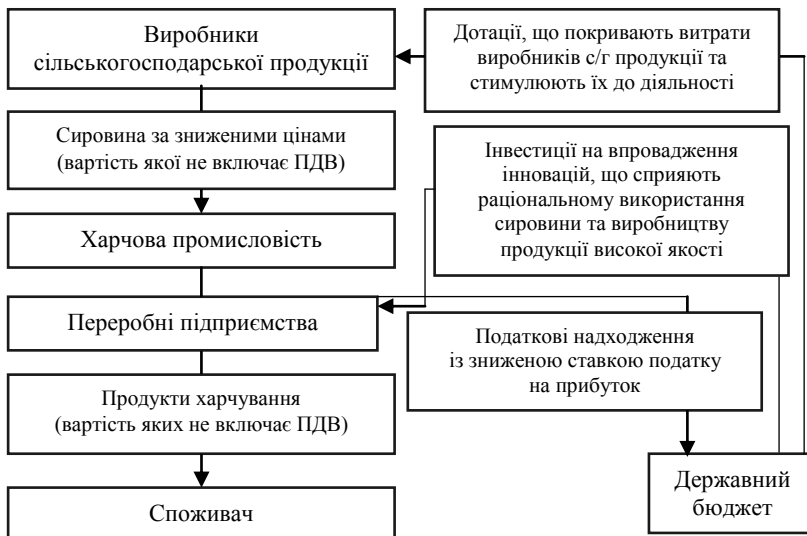 Виробники
сільськогосподарської продукції
Дотації, що покривають витрати
виробників с/г продукції та
стимулюють їх до діяльності
Сировина за зниженими цінами
(вартість якої не включає ПДВ)
Інвестиції на впровадження
інновацій, що сприяють
раціональному використання
сировини та виробництву
продукції високої якості
Харчова промисловість
Переробні підприємства
Податкові надходження
із зниженою ставкою податку
на прибуток
Продукти харчування
(вартість яких не включає ПДВ)
Державний
бюджет
Споживач